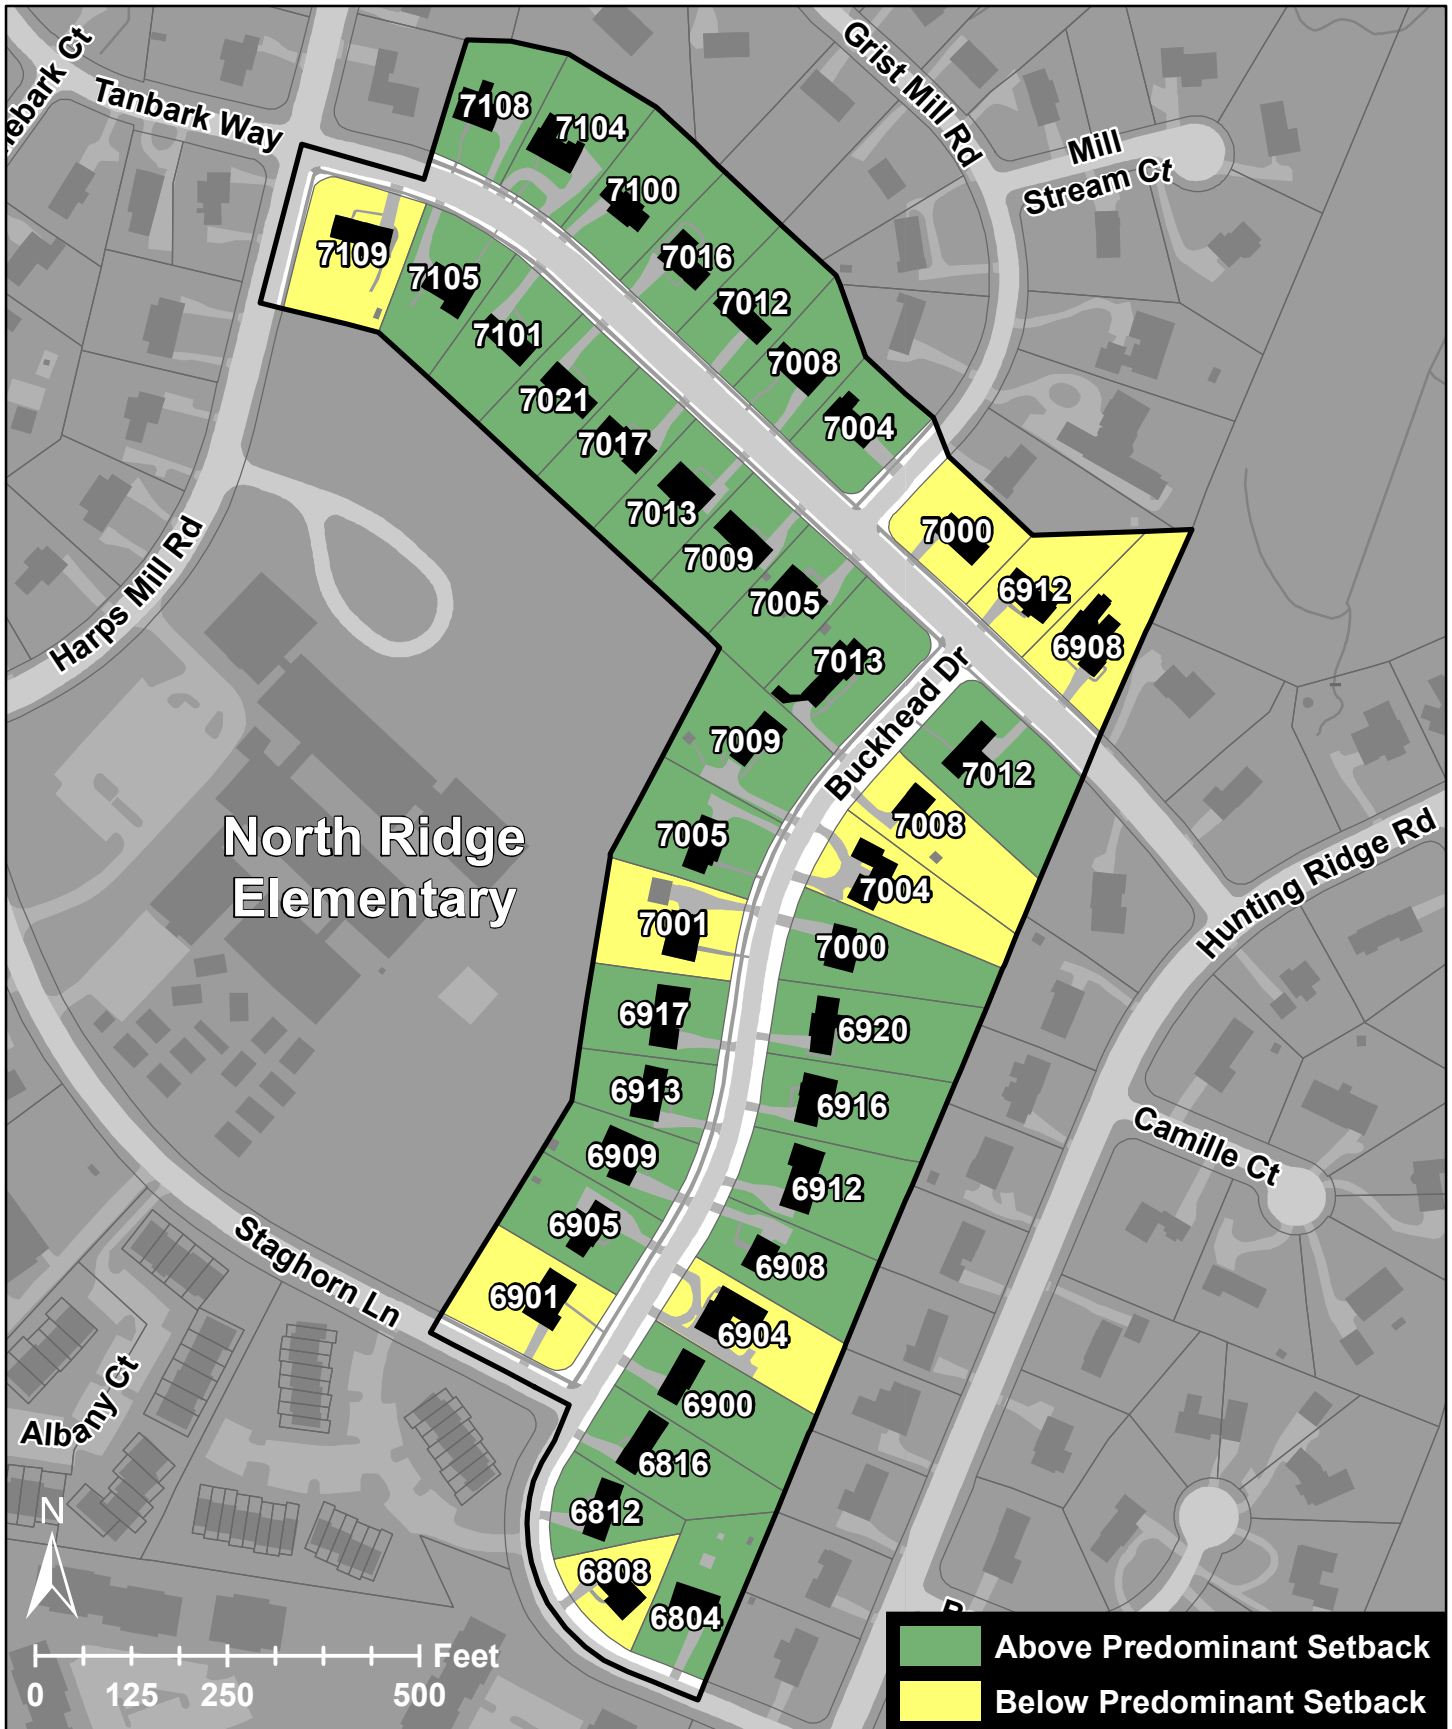 nebark Ct
Tanbark Way
Grist Mill Rd
Mill
Stream Ct
7108
7104
7100
7109
7105
7016
7012
7101
7008
7021
7004
7017
7013
7000
7009
6912
7005
6908
7013
Harps Mill Rd
Buckhead Dr
7009
7012
7008
7005
7004
North Ridge
Elementary
Hunting Ridge Rd
7001
7000
6917
6920
6913
6916
Camille Ct
6909
6912
6905
6908
Staghorn Ln
6901
6904
6900
Albany Ct
6816
6812
6808
6804
N
Feet
0 125 250 500
Above Predominant Setback
Below Predominant Setback